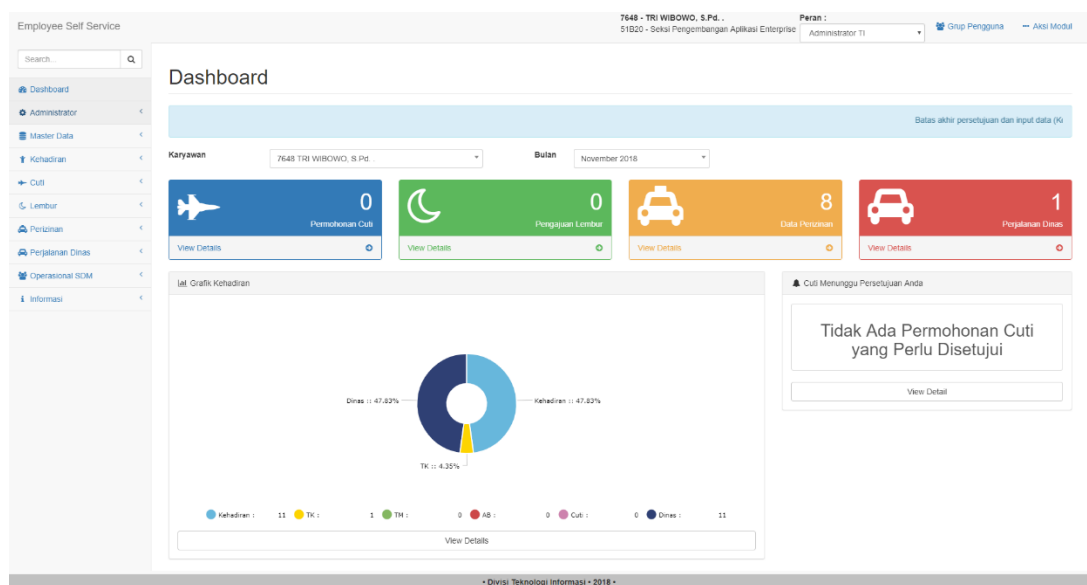 Employee Self Service
7648 - TRI WIBOWO, S.Pd. .
51B20 - Seksi Pengembangan Aplikasi Enterprise
Peran :
Administrator TI
Grup Pengguna
Aksi Modul
Search...
Dashboard
Administrator
Master Data
Kehadiran
Cuti
Lembur
Perizinan
Perjalanan Dinas
Operasional SDM
Informasi
Dashboard
Batas akhir persetujuan dan input data (K
Karyawan
7648 TRI WIBOWO, S.Pd. .
Bulan
November 2018
0
Permohonan Cuti
View Details
0
Pengajuan Lembur
View Details
8
Data Perizinan
View Details
1
Perjalanan Dinas
View Details
Grafik Kehadiran
Dinas :: 47.83%
Kehadiran :: 47.83%
TK :: 4.35%
Kehadiran : 11 TK : 1 TM : 0 AB : 0 Cuti : 0 Dinas : 11
View Details
Cuti Menunggu Persetujuan Anda
Tidak Ada Permohonan Cuti
yang Perlu Disetujui
View Detail
• Divisi Teknologi Informasi • 2018 •